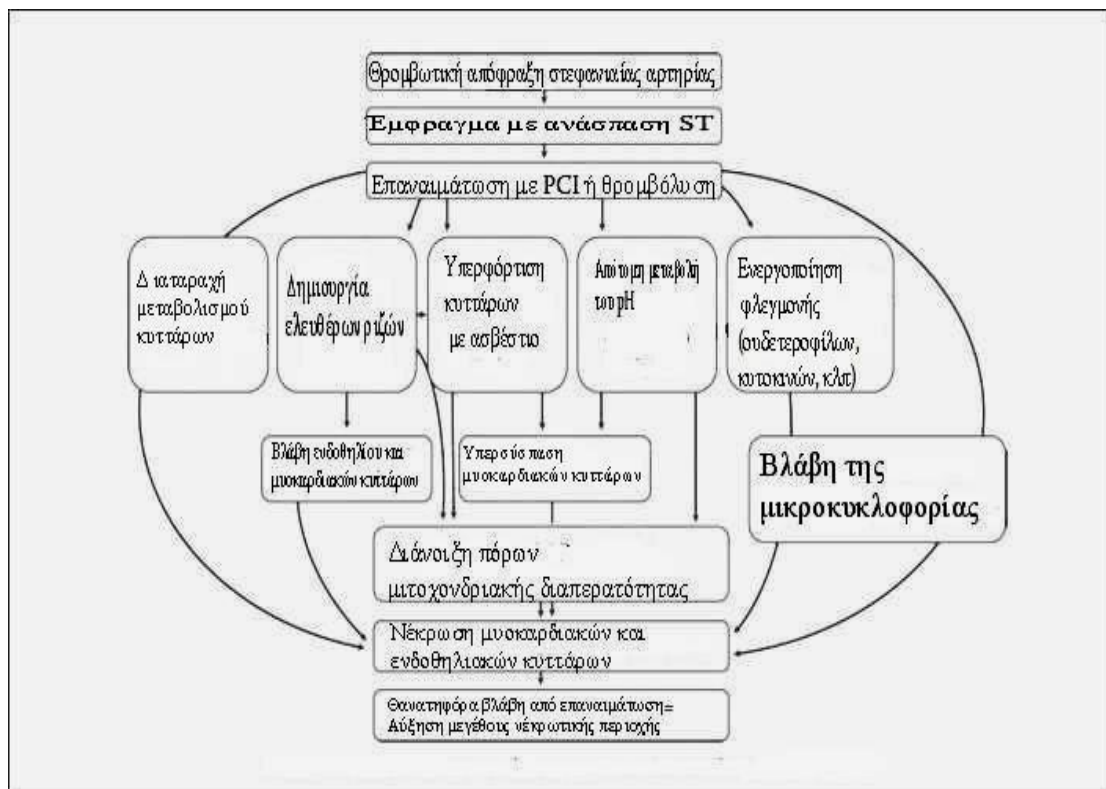 Θρομβωτική απόφραξη στεφανιαίας αρτηρίας
Έμφραγμα με ανάσπαση ST
Επαναιμάτωση με PCI ή θρομβόλυση
Διαταραχή
μεταβολισμού
κυττάρων
Δημιουργία
ελευθέρων ριζών
Υπερφόρτιση
κυττάρων
με ασβέστιο
Απότομη μεταβολή
του pH
Ενεργοποίηση
φλεγμονής
(ουδετεροφίλων,
κυτοκινών, κλπ)
Βλάβη ενδοθηλίου και
μυοκαρδιακών κυττάρων
Υπερσύσπαση
μυοκαρδιακών κυττάρων
Βλάβη της
μικροκυκλοφορίας
Διάνοιξη πόρων
μιτοχονδριακής διαπερατότητας
Νέκρωση μυοκαρδιακών και
ενδοθηλιακών κυττάρων
Θανατηφόρα βλάβη από επαναιμάτωση=
Αύξηση μεγέθους νέκρωτικής περιοχής